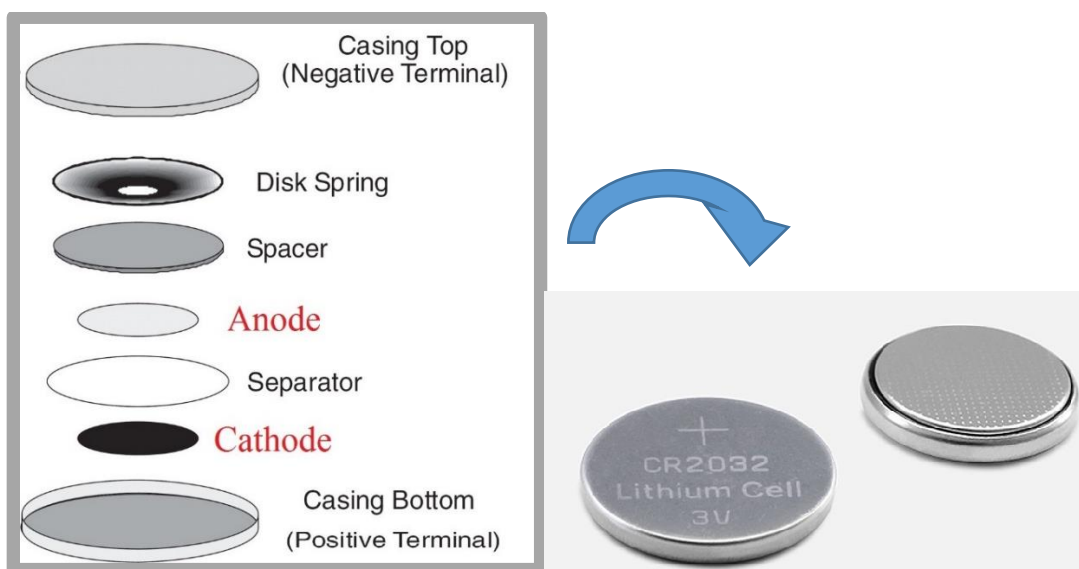 Casing Top
(Negative Terminal)
Disk Spring
Spacer
Anode
Separator
Cathode
Casing Bottom
(Positive Terminal)
CR2032
Lithium Cell
3V